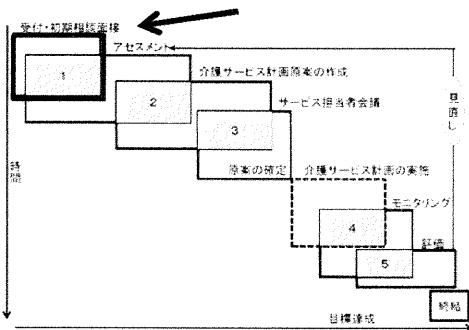 受付・初期相談面接
アセスメント
1
介護サービス計画原案の作成
2
サービス担当者会議
3
見直し
時間
原案の確定
介護サービス計画の実施
モニタリング
4
評価
5
終結
目標達成